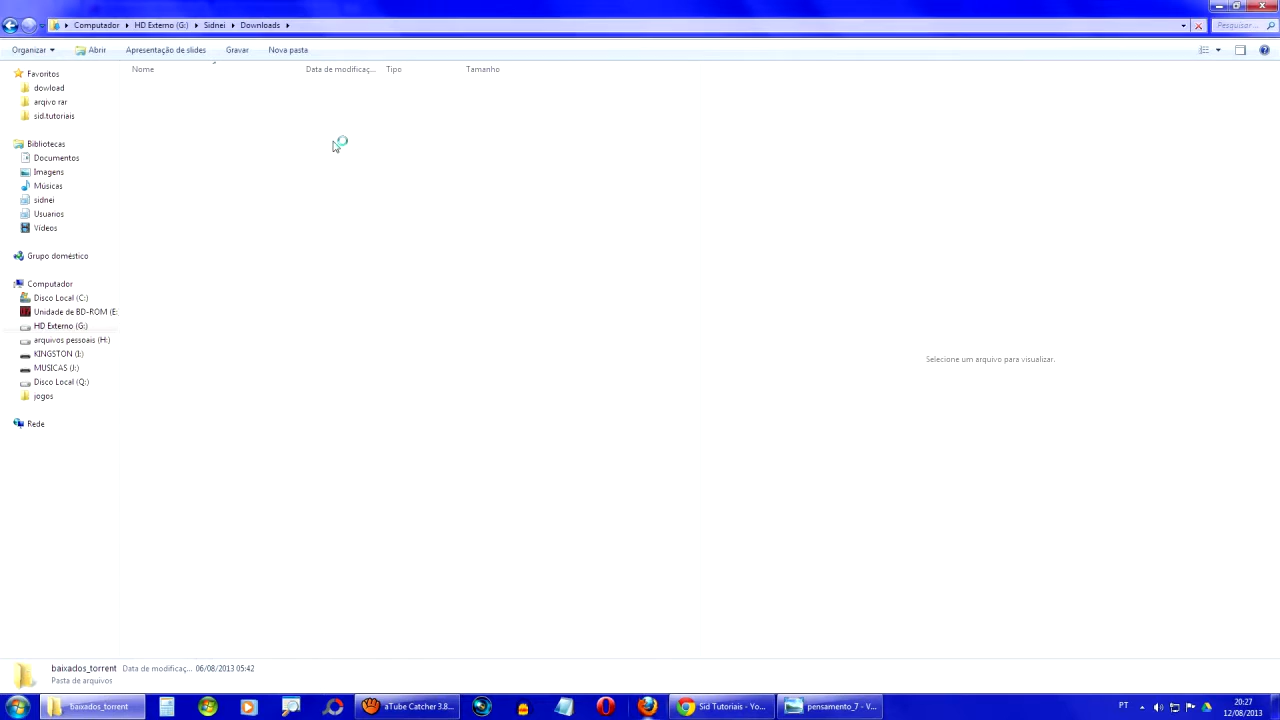 Computador HD Externo (G:) Sidnei Downloads Pesquisar...
Organizar Abrir Apresentação de slides Gravar Nova pasta
Nome Data de modificaç... Tipo Tamanho
Favoritos
dowload
arqivo rar
sid.tutoriais
Bibliotecas
Documentos
Imagens
Músicas
sidnei
Usuarios
Vídeos
Grupo doméstico
Computador
Disco Local (C:)
Unidade de BD-ROM (E:
HD Externo (G:)
arquivos pessoais (H:)
KINGSTON (I:)
MUSICAS (J:)
Disco Local (Q:)
jogos
Rede
Selecione um arquivo para visualizar.
baixados_torrent Data de modificaç... 06/08/2013 05:42
Pasta de arquivos
baixados_torrent aTube Catcher 3.8... Sid Tutoriais - Yo... pensamento_7 - V... PT 20:27
12/08/2013